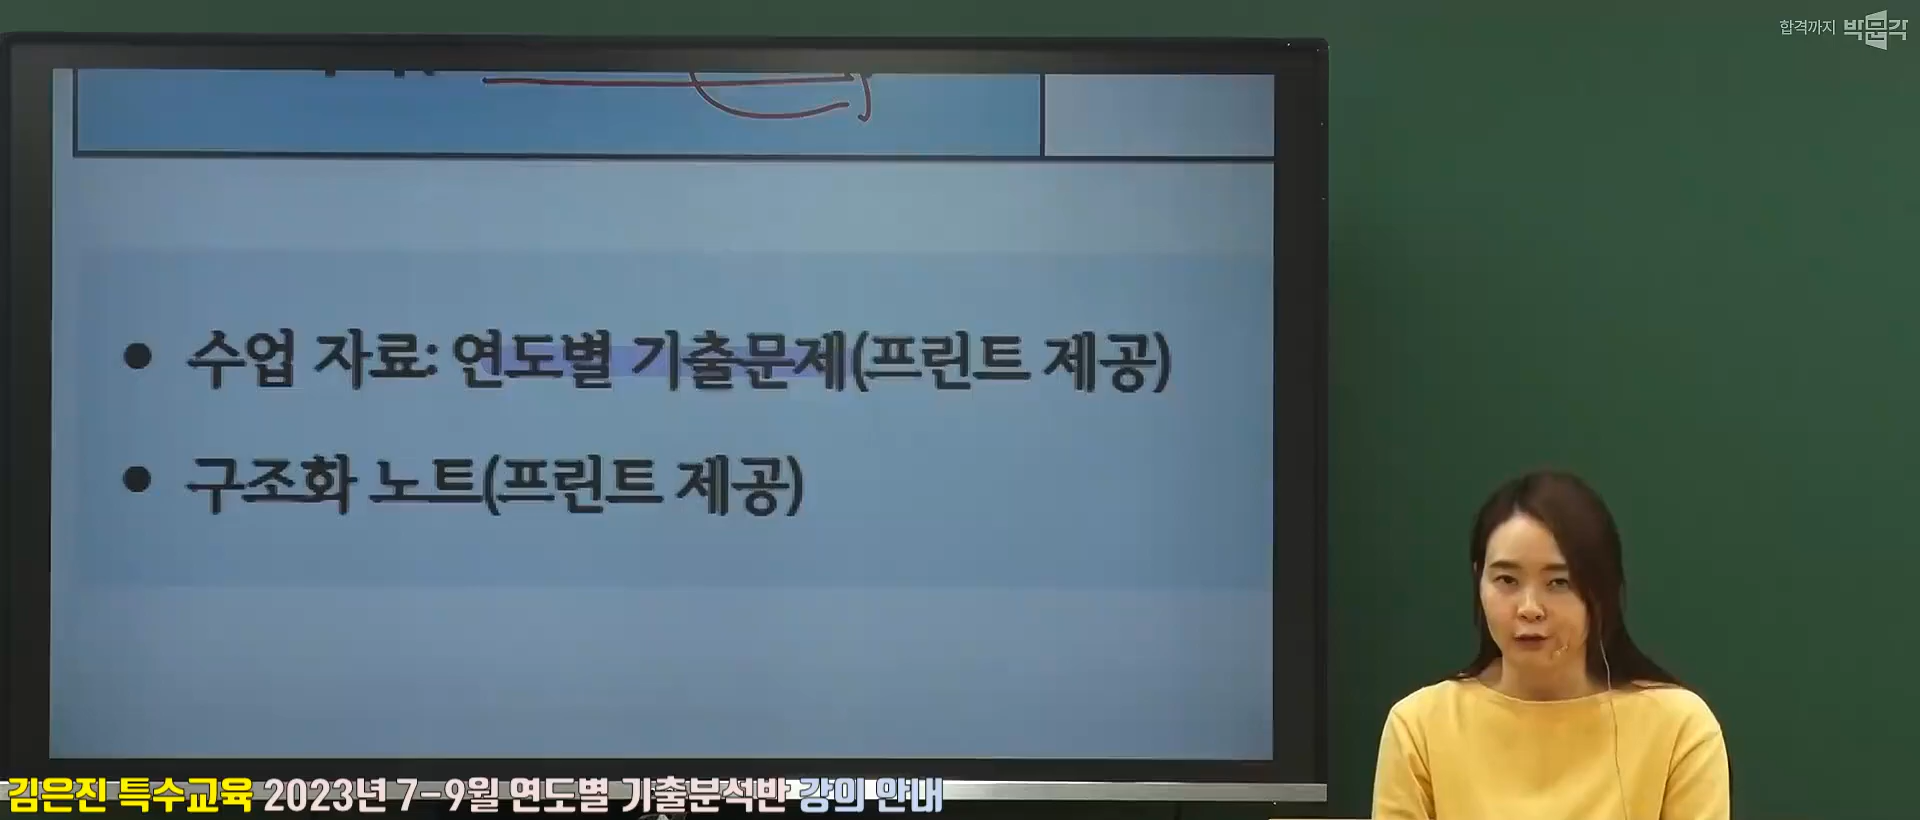 합격까지 박문각
• 수업 자료: 연도별 기출문제(프린트 제공)
• 구조화 노트(프린트 제공)
김은진 특수교육 2023년 7-9월 연도별 기출분석반 강의 안내